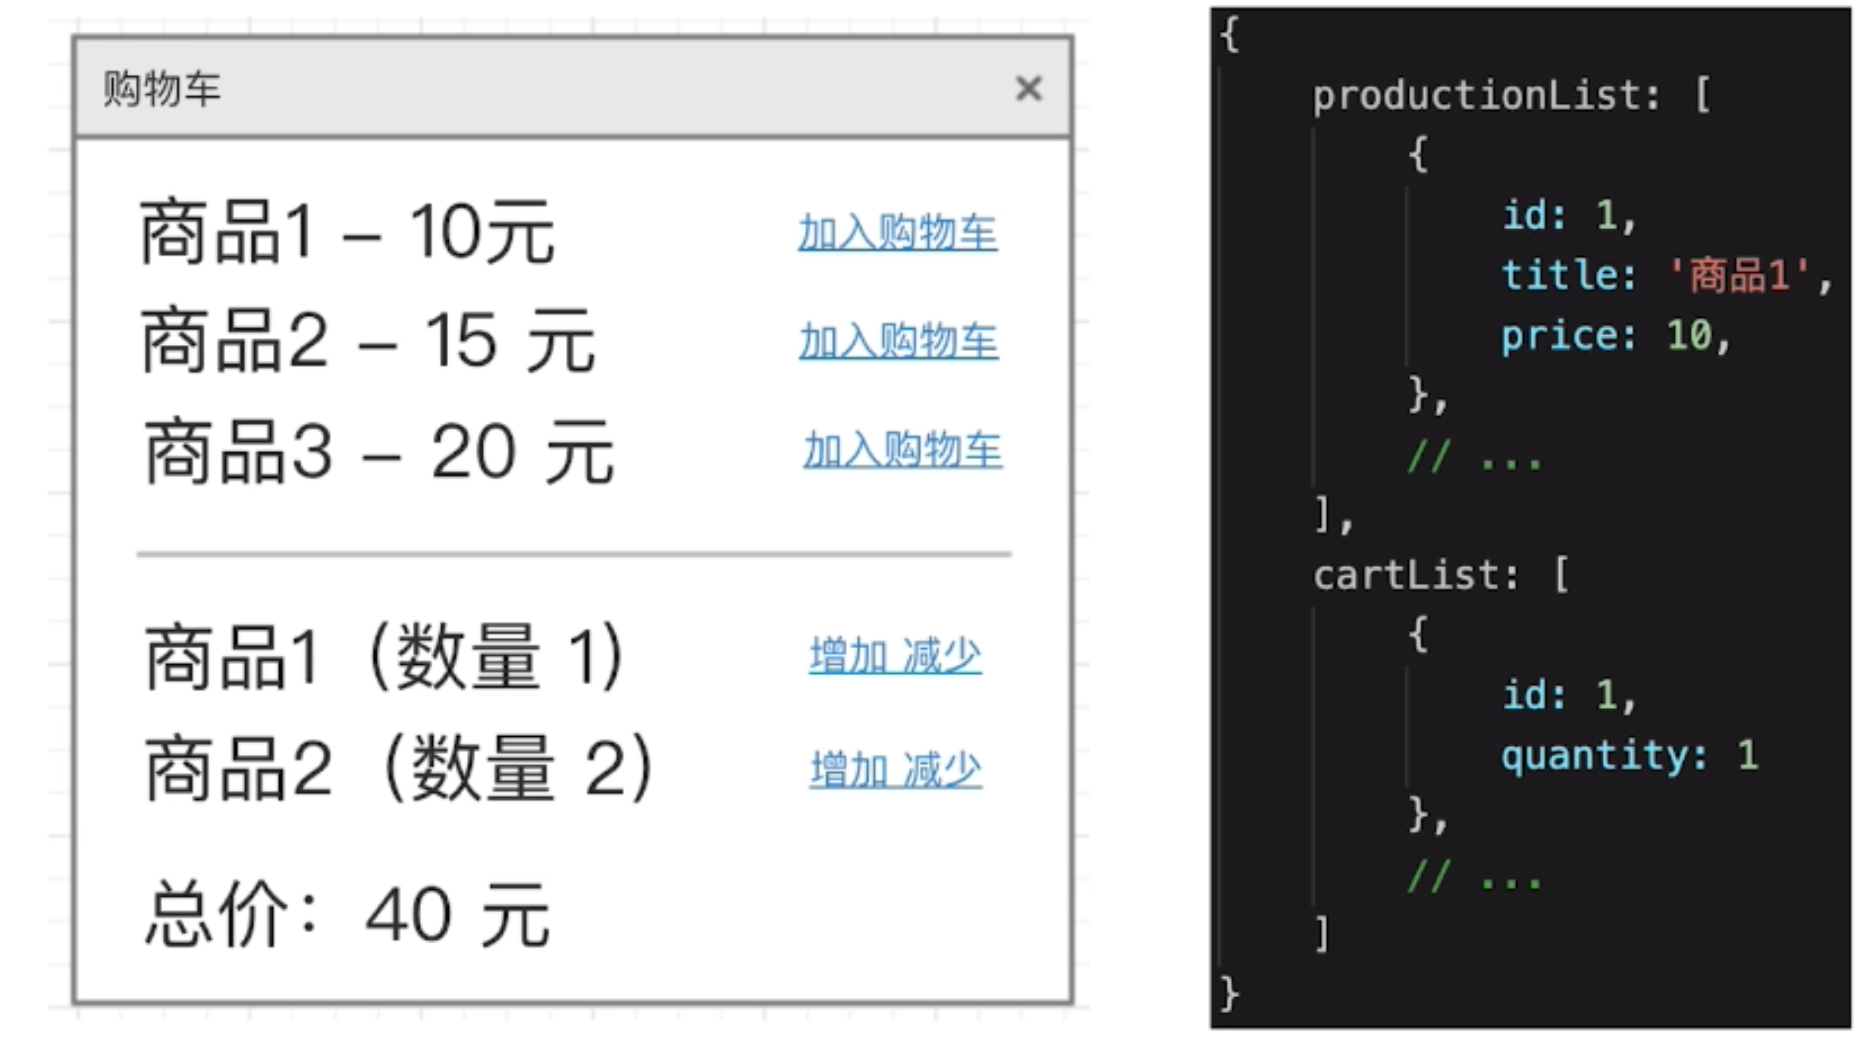 购物车 ×
商品1 – 10元 加入购物车
商品2 – 15 元 加入购物车
商品3 – 20 元 加入购物车
商品1（数量 1） 增加 减少
商品2（数量 2） 增加 减少
总价：40 元
{
productionList: [
{
id: 1,
title: '商品1',
price: 10,
},
// ...
],
cartList: [
{
id: 1,
quantity: 1
},
// ...
]
}